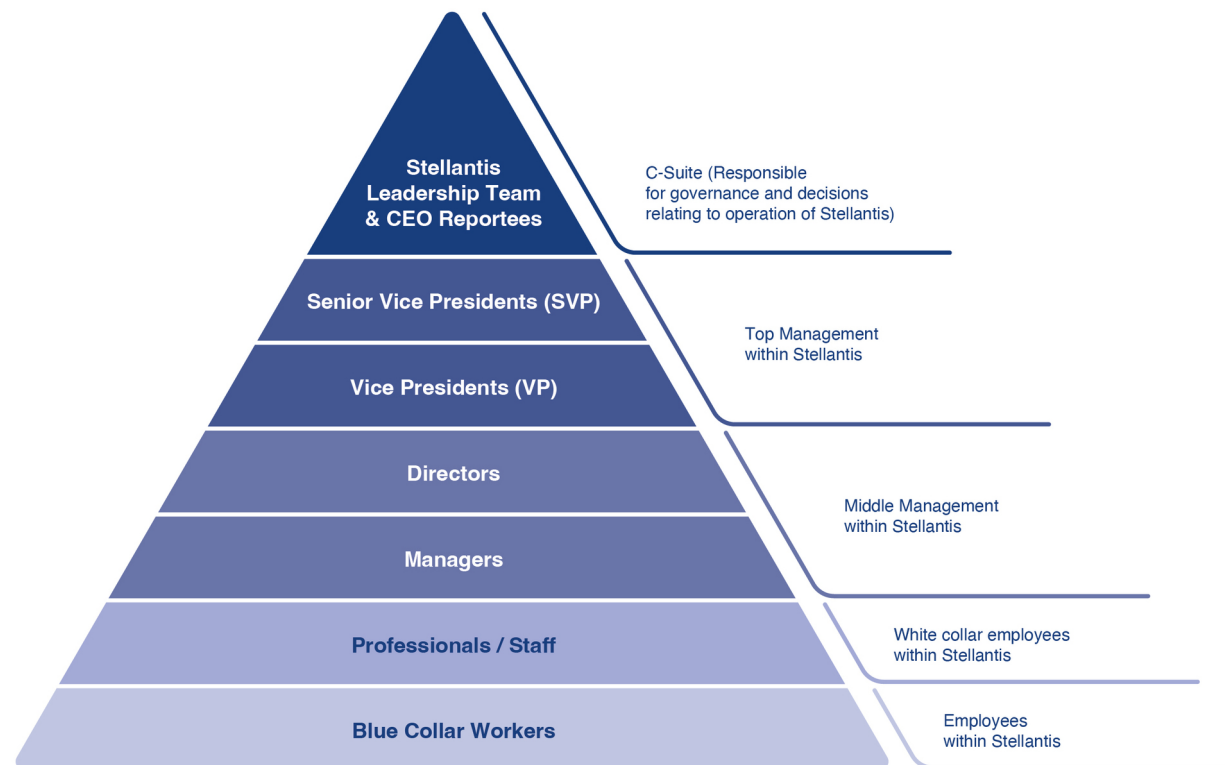 Stellantis
Leadership Team
& CEO Reportees
C-Suite (Responsible
for governance and decisions
relating to operation of Stellantis)
Senior Vice Presidents (SVP)
Top Management
within Stellantis
Vice Presidents (VP)
Directors
Middle Management
within Stellantis
Managers
Professionals / Staff
White collar employees
within Stellantis
Blue Collar Workers
Employees
within Stellantis